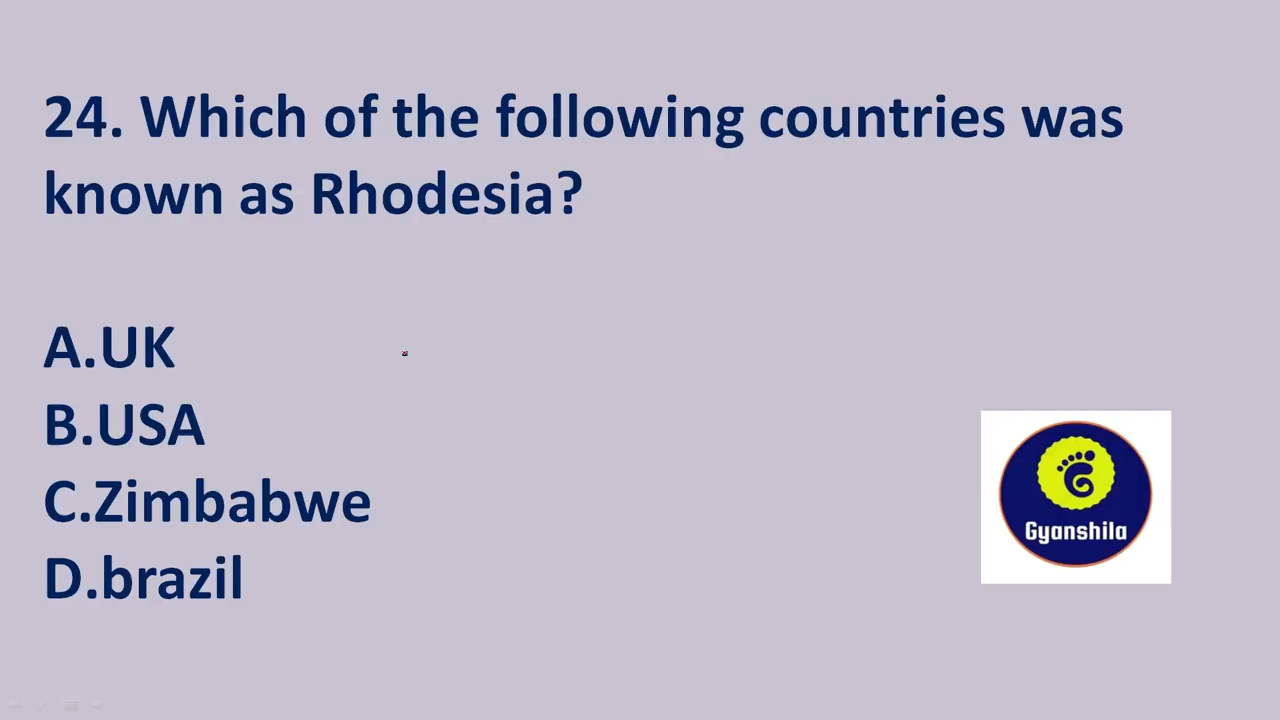 24. Which of the following countries was
known as Rhodesia?
A.UK
B.USA
C.Zimbabwe
D.brazil
Gyanshila